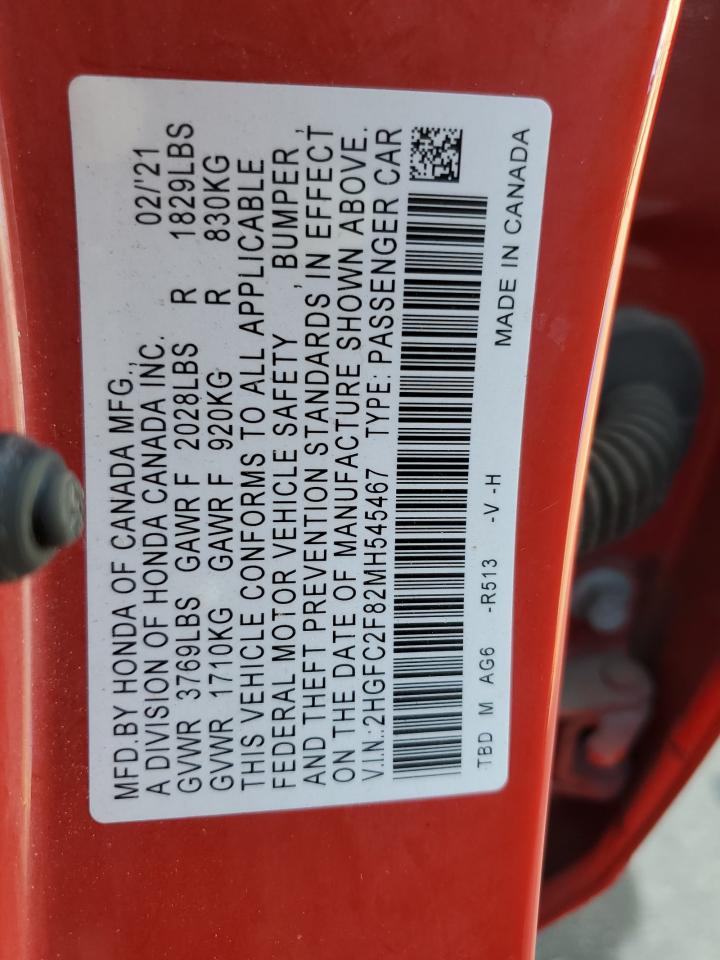 MFD.BY HONDA OF CANADA MFG., 02/'21
A DIVISION OF HONDA CANADA INC.
GVWR 3769LBS GAWR F 2028LBS R 1829LBS
GVWR 1710KG GAWR F 920KG R 830KG
THIS VEHICLE CONFORMS TO ALL APPLICABLE
FEDERAL MOTOR VEHICLE SAFETY , BUMPER ,
AND THEFT PREVENTION STANDARDS IN EFFECT
ON THE DATE OF MANUFACTURE SHOWN ABOVE.
V.I.N.:2HGFC2F82MH545467 TYPE: PASSENGER CAR
TBD M AG6 -R513 -V -H MADE IN CANADA